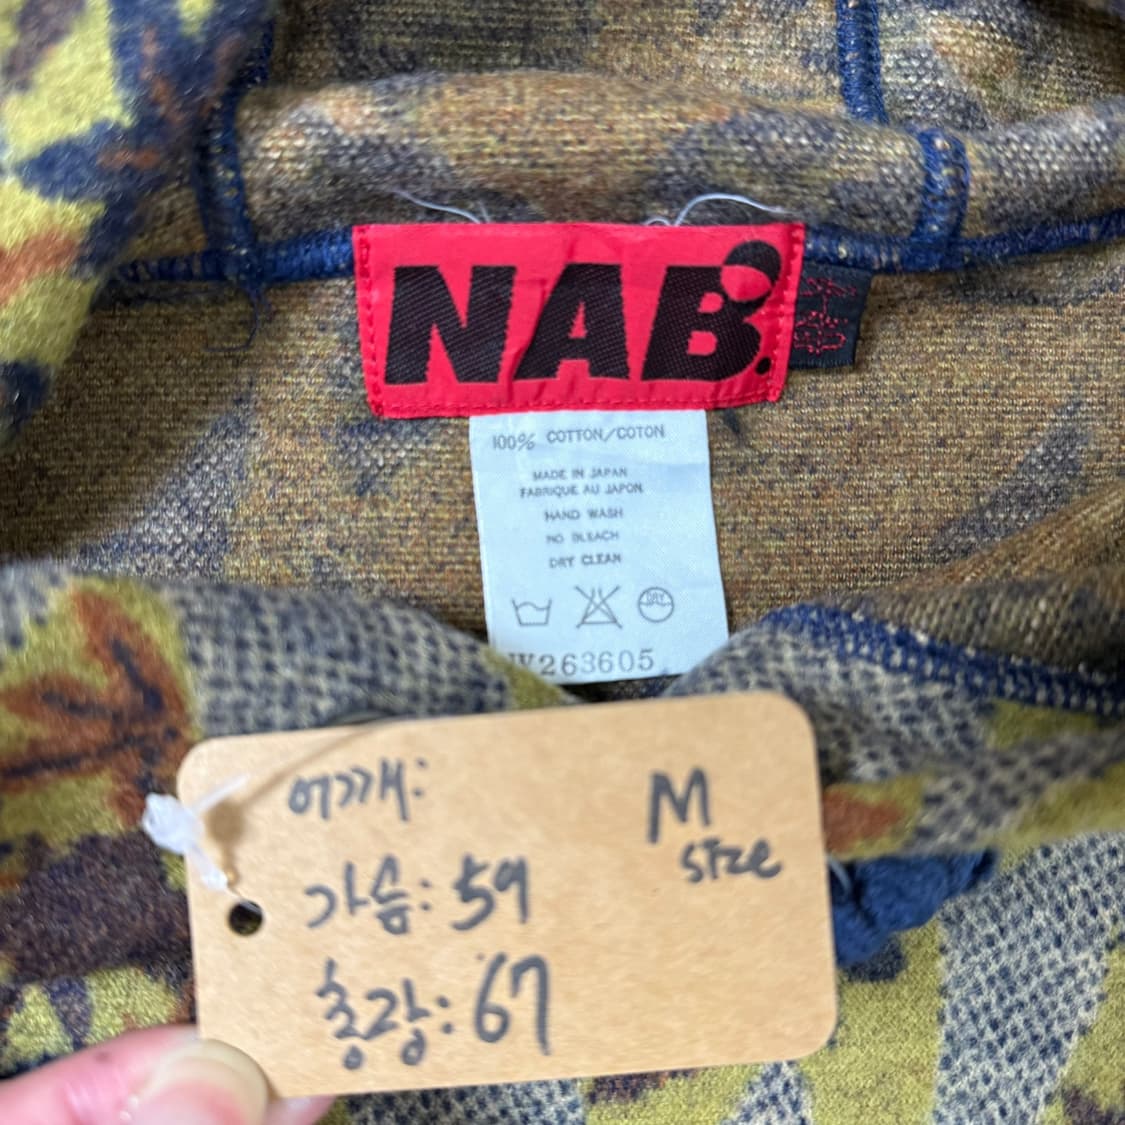 NAB.
100% COTTON/COTON
MADE IN JAPAN
FABRIQUE AU JAPON
HAND WASH
NO BLEACH
DRY CLEAN
DRY
W263605
어깨:
M
size
가슴: 59
총장: 67